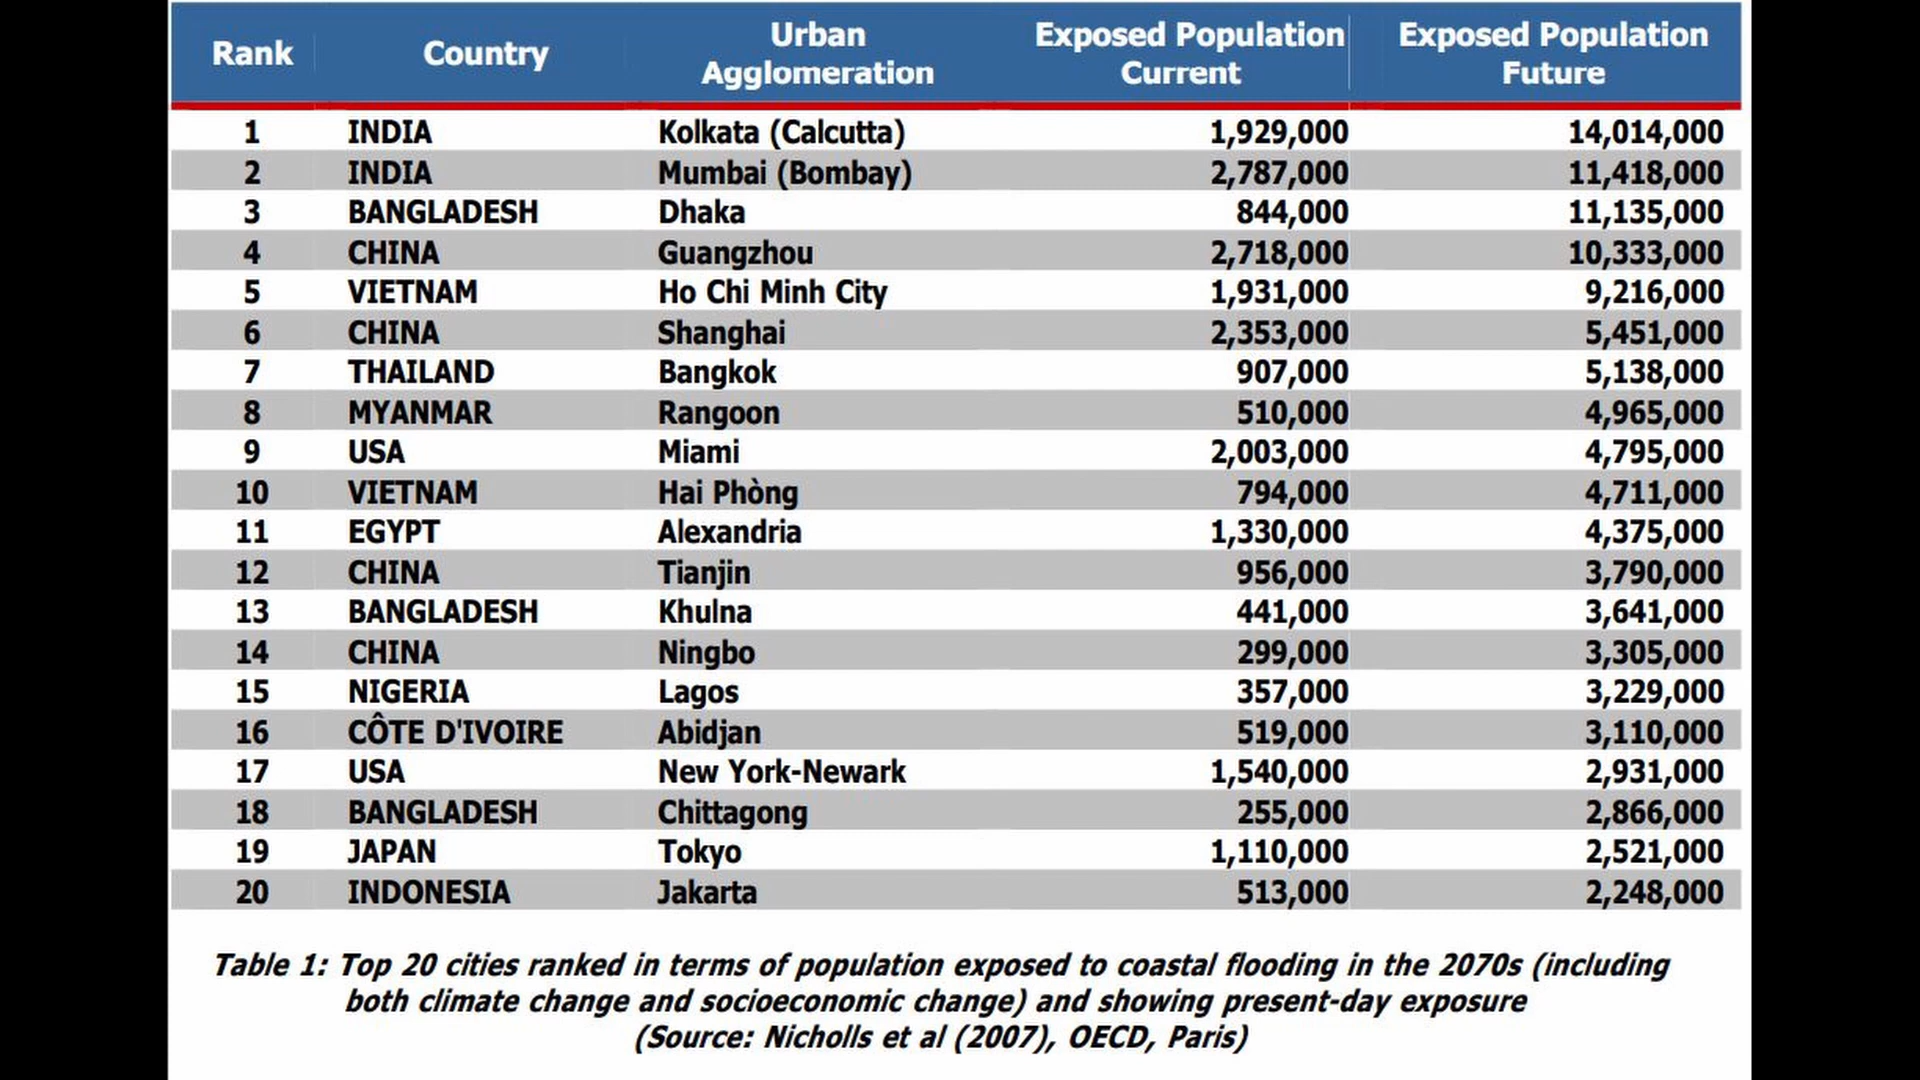 Rank Country Urban Agglomeration Exposed Population Current Exposed Population Future
1 INDIA Kolkata (Calcutta) 1,929,000 14,014,000
2 INDIA Mumbai (Bombay) 2,787,000 11,418,000
3 BANGLADESH Dhaka 844,000 11,135,000
4 CHINA Guangzhou 2,718,000 10,333,000
5 VIETNAM Ho Chi Minh City 1,931,000 9,216,000
6 CHINA Shanghai 2,353,000 5,451,000
7 THAILAND Bangkok 907,000 5,138,000
8 MYANMAR Rangoon 510,000 4,965,000
9 USA Miami 2,003,000 4,795,000
10 VIETNAM Hai Phòng 794,000 4,711,000
11 EGYPT Alexandria 1,330,000 4,375,000
12 CHINA Tianjin 956,000 3,790,000
13 BANGLADESH Khulna 441,000 3,641,000
14 CHINA Ningbo 299,000 3,305,000
15 NIGERIA Lagos 357,000 3,229,000
16 CÔTE D'IVOIRE Abidjan 519,000 3,110,000
17 USA New York-Newark 1,540,000 2,931,000
18 BANGLADESH Chittagong 255,000 2,866,000
19 JAPAN Tokyo 1,110,000 2,521,000
20 INDONESIA Jakarta 513,000 2,248,000
Table 1: Top 20 cities ranked in terms of population exposed to coastal flooding in the 2070s (including
both climate change and socioeconomic change) and showing present-day exposure
(Source: Nicholls et al (2007), OECD, Paris)